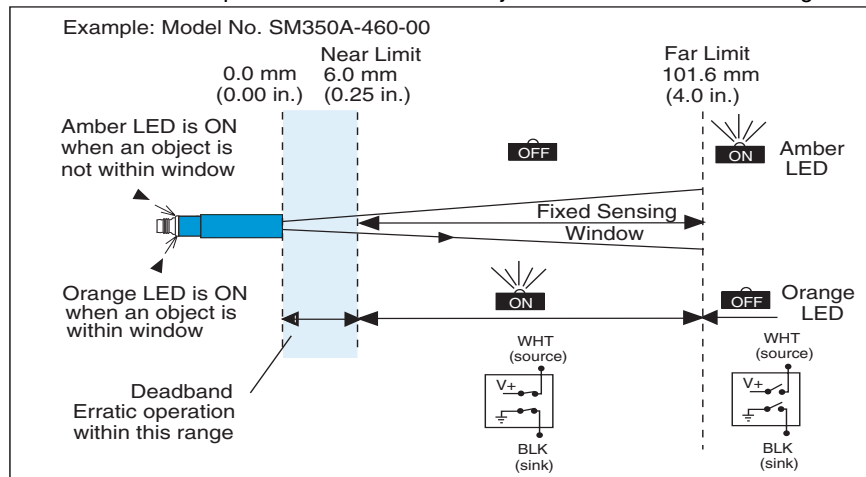 Example: Model No. SM350A-460-00
0.0 mm
(0.00 in.)
Near Limit
6.0 mm
(0.25 in.)
Far Limit
101.6 mm
(4.0 in.)
Amber LED is ON
when an object is
not within window
OFF
ON
Amber
LED
Fixed Sensing
Window
Orange LED is ON
when an object is
within window
ON
OFF
Orange
LED
Deadband
Erratic operation
within this range
WHT
(source)
V+
BLK
(sink)
WHT
(source)
V+
BLK
(sink)